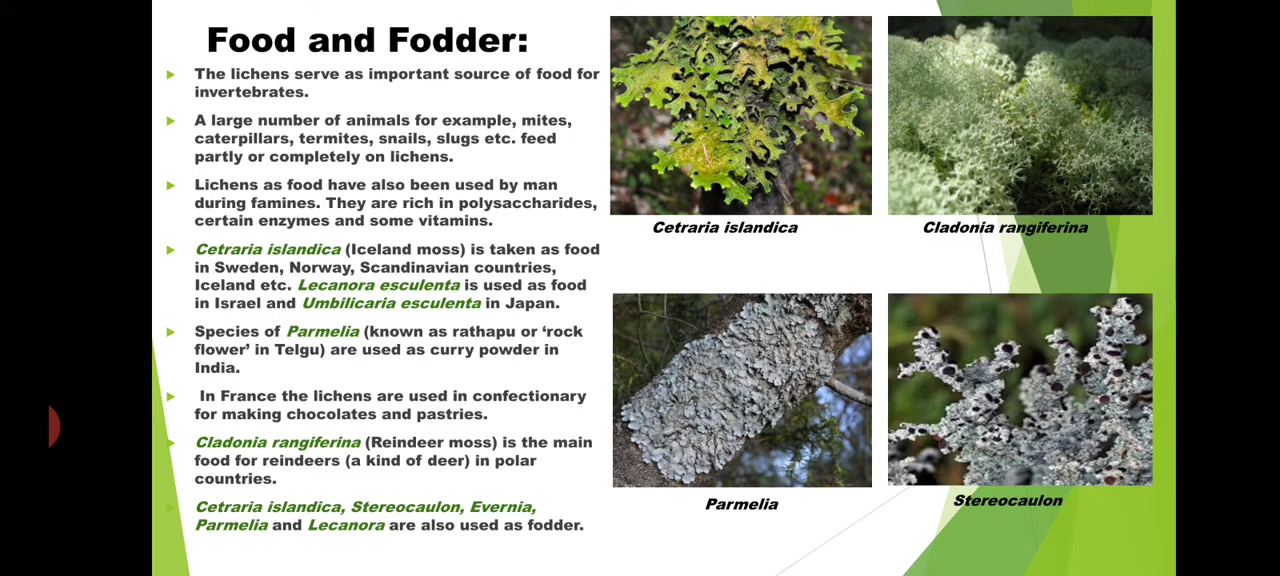 Food and Fodder:
The lichens serve as important source of food for
invertebrates.
A large number of animals for example, mites,
caterpillars, termites, snails, slugs etc. feed
partly or completely on lichens.
Lichens as food have also been used by man
during famines. They are rich in polysaccharides,
certain enzymes and some vitamins.
Cetraria islandica (Iceland moss) is taken as food
in Sweden, Norway, Scandinavian countries,
Iceland etc. Lecanora esculenta is used as food
in Israel and Umbilicaria esculenta in Japan.
Species of Parmelia (known as rathapu or ‘rock
flower’ in Telgu) are used as curry powder in
India.
In France the lichens are used in confectionary
for making chocolates and pastries.
Cladonia rangiferina (Reindeer moss) is the main
food for reindeers (a kind of deer) in polar
countries.
Cetraria islandica, Stereocaulon, Evernia,
Parmelia and Lecanora are also used as fodder.
Cetraria islandica
Cladonia rangiferina
Parmelia
Stereocaulon